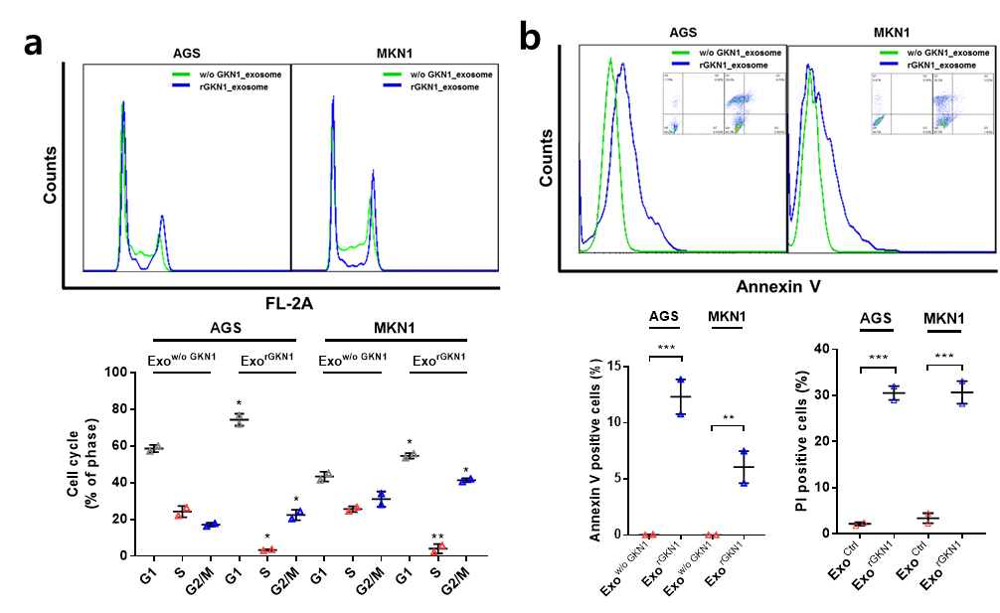 a
AGS
MKN1
w/o GKN1_exosome
rGKN1_exosome
w/o GKN1_exosome
rGKN1_exosome
Counts
FL-2A
AGS
MKN1
Exo w/o GKN1
Exo rGKN1
Exo w/o GKN1
Exo rGKN1
Cell cycle
(% of phase)
100
80
60
40
20
0
*
*
*
*
**
*
G1
S
G2/M
G1
S
G2/M
G1
S
G2/M
G1
S
G2/M
b
AGS
MKN1
w/o GKN1_exosome
rGKN1_exosome
w/o GKN1_exosome
rGKN1_exosome
Counts
Annexin V
AGS
MKN1
Annexin V positive cells (%)
15
10
5
0
***
**
Exo w/o GKN1
Exo rGKN1
Exo w/o GKN1
Exo rGKN1
AGS
MKN1
PI positive cells (%)
40
30
20
10
0
***
***
Exo Ctrl
Exo rGKN1
Exo Ctrl
Exo rGKN1